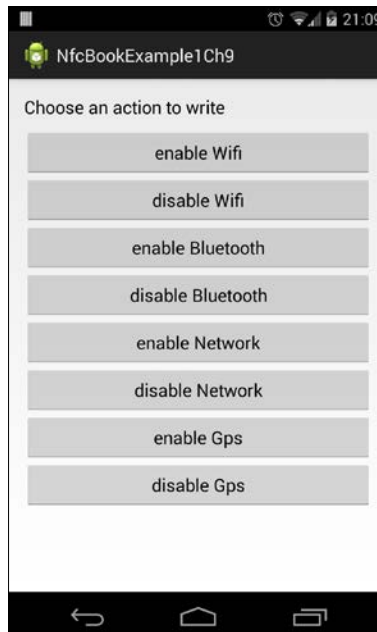 21:09
NfcBookExample1Ch9
Choose an action to write
enable Wifi
disable Wifi
enable Bluetooth
disable Bluetooth
enable Network
disable Network
enable Gps
disable Gps